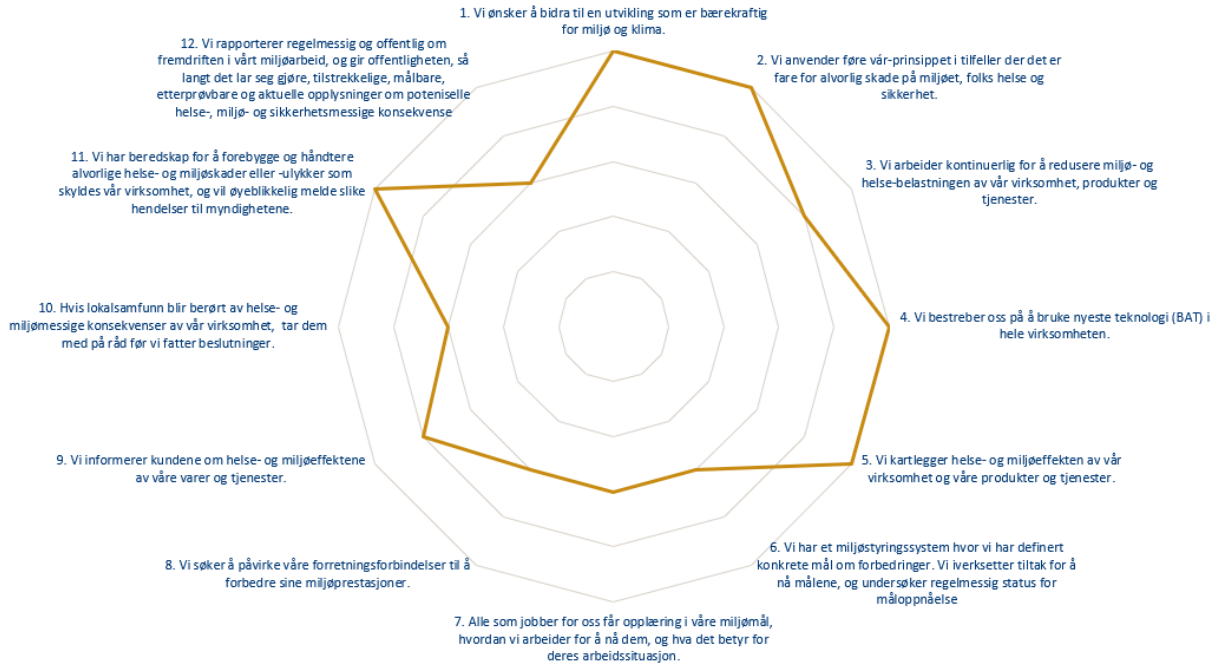 1. Vi ønsker å bidra til en utvikling som er bærekraftig
for miljø og klima.
2. Vi anvender føre vár-prinsippet i tilfeller der det er
fare for alvorlig skade på miljøet, folks helse og
sikkerhet.
3. Vi arbeider kontinuerlig for å redusere miljø- og
helse-belastningen av vår virksomhet, produkter og
tjenester.
4. Vi bestreber oss på å bruke nyeste teknologi (BAT) i
hele virksomheten.
5. Vi kartlegger helse- og miljøeffekten av vår
virksomhet og våre produkter og tjenester.
6. Vi har et miljøstyringssystem hvor vi har definert
konkrete mål om forbedringer. Vi iverksetter tiltak for å
nå målene, og undersøker regelmessig status for
måloppnåelse
7. Alle som jobber for oss får opplæring i våre miljømål,
hvordan vi arbeider for å nå dem, og hva det betyr for
deres arbeidssituasjon.
8. Vi søker å påvirke våre forretningsforbindelser til å
forbedre sine miljøprestasjoner.
9. Vi informerer kundene om helse- og miljøeffektene
av våre varer og tjenester.
10. Hvis lokalsamfunn blir berørt av helse- og
miljømessige konsekvenser av vår virksomhet, tar dem
med på råd før vi fatter beslutninger.
11. Vi har beredskap for å forebygge og håndtere
alvorlige helse- og miljøskader eller -ulykker som
skyldes vår virksomhet, og vil øyeblikkelig melde slike
hendelser til myndighetene.
12. Vi rapporterer regelmessig og offentlig om
fremdriften i vårt miljøarbeid, og gir offentligheten, så
langt det lar seg gjøre, tilstrekkelige, målbare,
etterprøvbare og aktuelle opplysninger om poteniselle
helse-, miljø- og sikkerhetsmessige konsekvense